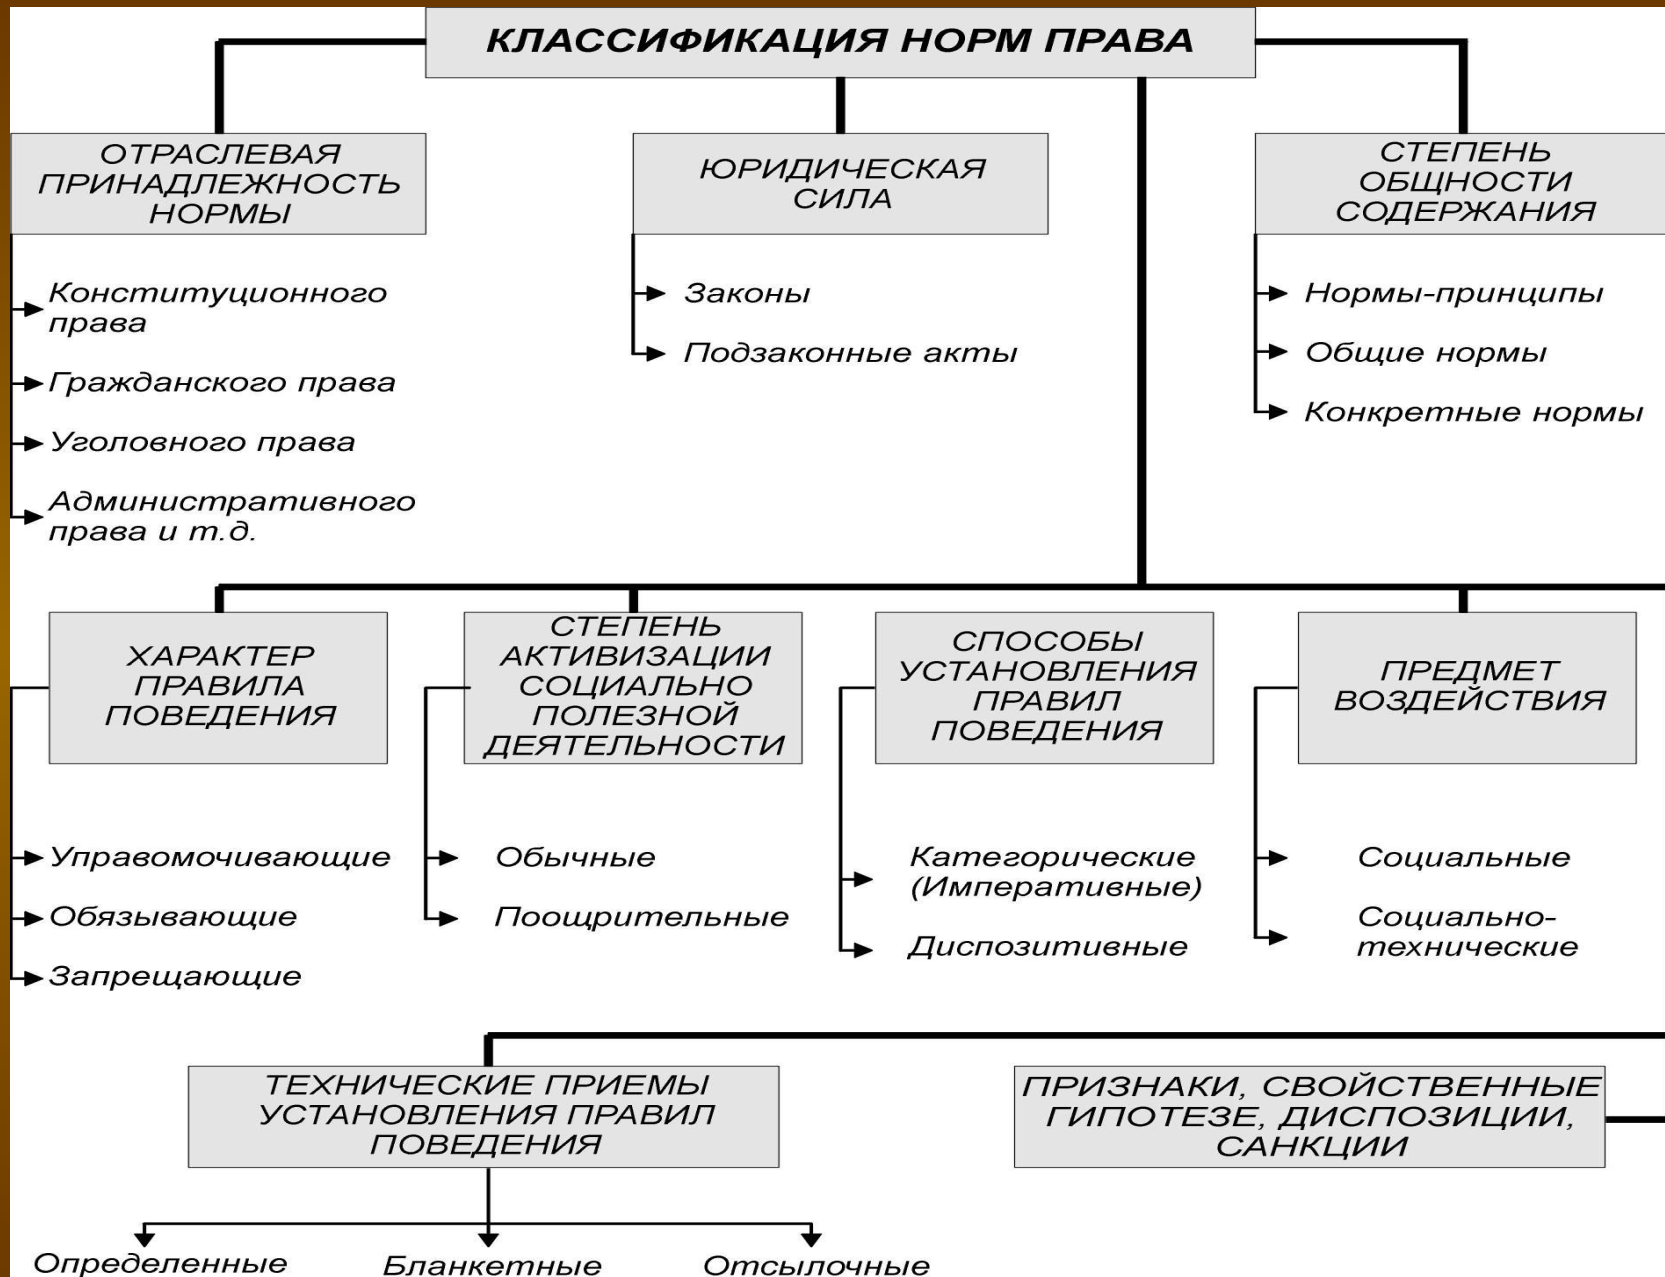 КЛАССИФИКАЦИЯ НОРМ ПРАВА
ОТРАСЛЕВАЯ
ПРИНАДЛЕЖНОСТЬ
НОРМЫ
Конституционного
права
Гражданского права
Уголовного права
Административного
права и т.д.
ЮРИДИЧЕСКАЯ
СИЛА
Законы
Подзаконные акты
СТЕПЕНЬ
ОБЩНОСТИ
СОДЕРЖАНИЯ
Нормы-принципы
Общие нормы
Конкретные нормы
ХАРАКТЕР
ПРАВИЛА
ПОВЕДЕНИЯ
Управомочивающие
Обязывающие
Запрещающие
СТЕПЕНЬ
АКТИВИЗАЦИИ
СОЦИАЛЬНО
ПОЛЕЗНОЙ
ДЕЯТЕЛЬНОСТИ
Обычные
Поощрительные
СПОСОБЫ
УСТАНОВЛЕНИЯ
ПРАВИЛ
ПОВЕДЕНИЯ
Категорические
(Императивные)
Диспозитивные
ПРЕДМЕТ
ВОЗДЕЙСТВИЯ
Социальные
Социально-
технические
ТЕХНИЧЕСКИЕ ПРИЕМЫ
УСТАНОВЛЕНИЯ ПРАВИЛ
ПОВЕДЕНИЯ
Определенные
Бланкетные
Отсылочные
ПРИЗНАКИ, СВОЙСТВЕННЫЕ
ГИПОТЕЗЕ, ДИСПОЗИЦИИ,
САНКЦИИ